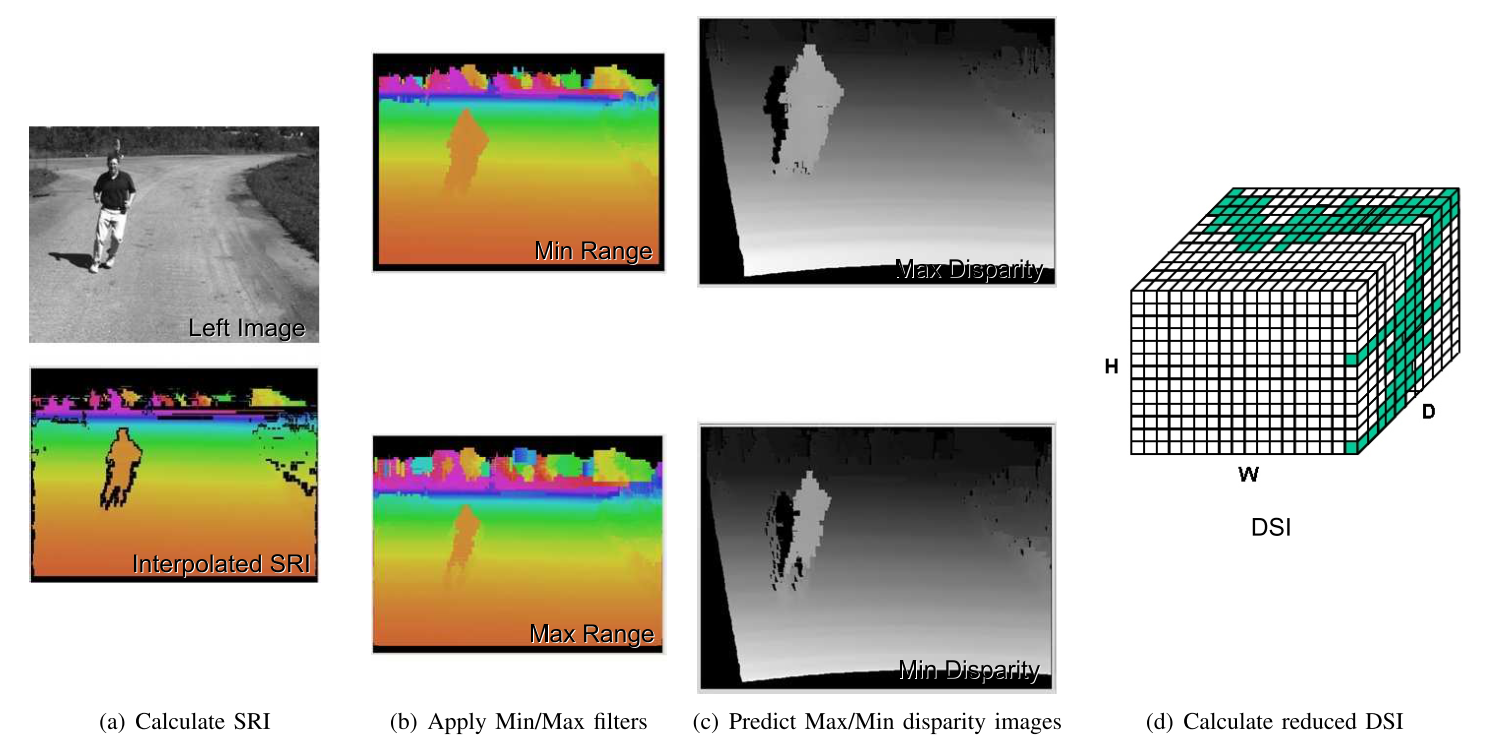 Left Image
Interpolated SRI
Min Range
Max Range
Max Disparity
Min Disparity
H
D
W
DSI
(a) Calculate SRI
(b) Apply Min/Max filters
(c) Predict Max/Min disparity images
(d) Calculate reduced DSI